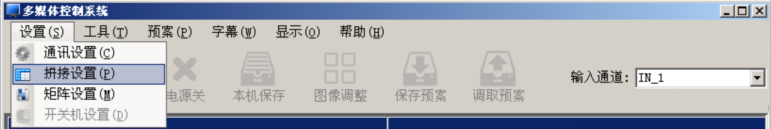 多媒体控制系统
设置(S) 工具(T) 预案(P) 字幕(W) 显示(O) 帮助(H)
通讯设置(C)
拼接设置(P)
矩阵设置(M)
开关机设置(D)
电源关 本机保存 图像调整 保存预案 调取预案
输入通道: IN_1